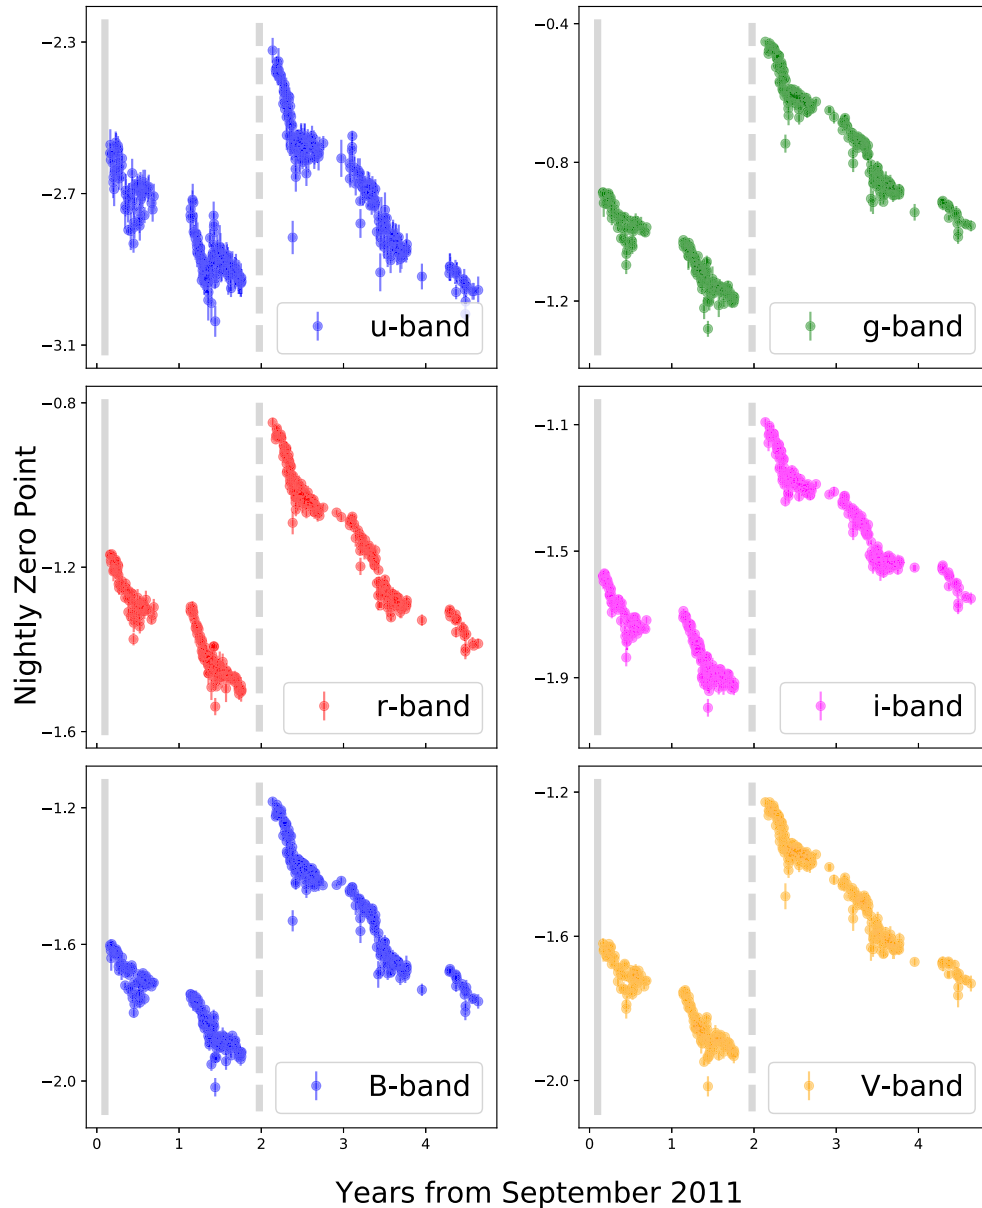 −2.3
−2.7
−3.1
u-band
−0.4
−0.8
−1.2
g-band
−0.8
−1.2
−1.6
r-band
−1.1
−1.5
−1.9
i-band
−1.2
−1.6
−2.0
0 1 2 3 4
B-band
−1.2
−1.6
−2.0
0 1 2 3 4
V-band
Nightly Zero Point
Years from September 2011